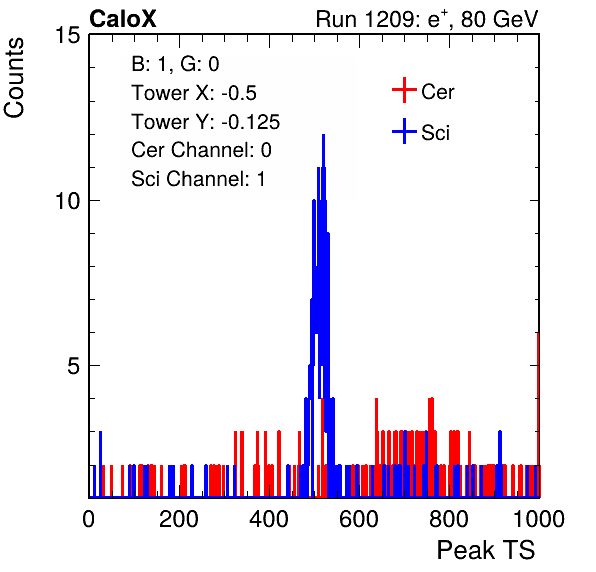 CaloX Run 1209: e⁺, 80 GeV
Counts
15
10
5
B: 1, G: 0
Tower X: -0.5
Tower Y: -0.125
Cer Channel: 0
Sci Channel: 1
Cer
Sci
0 200 400 600 800 1000
Peak TS